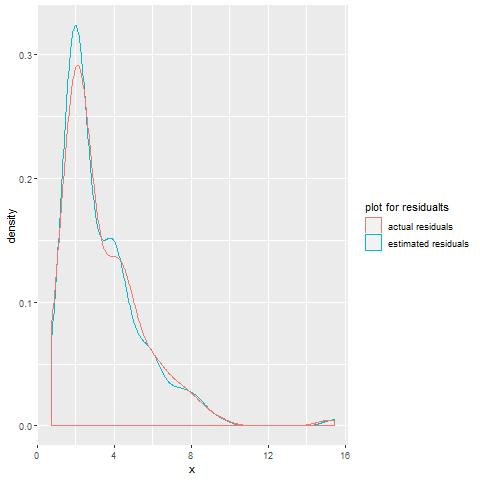 0.3
0.2
0.1
0.0
density
0 4 8 12 16
x
plot for residualts
actual residuals
estimated residuals